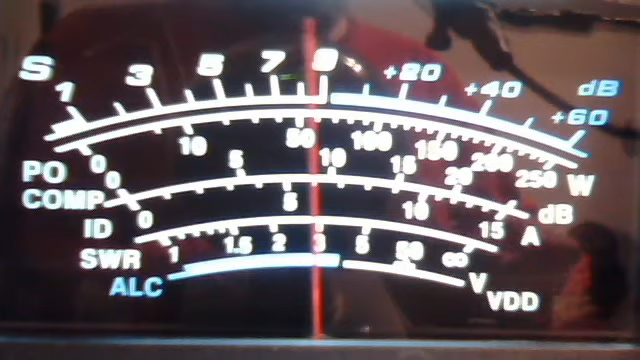 S 1 3 5 7 9 +20 +40 +60 dB
PO 0 10 50 100 150 200 250 W
COMP 0 5 10 15 20 dB
ID 0 5 10 15 A
SWR 1 1.5 2 3 5 50 ∞ V
ALC VDD